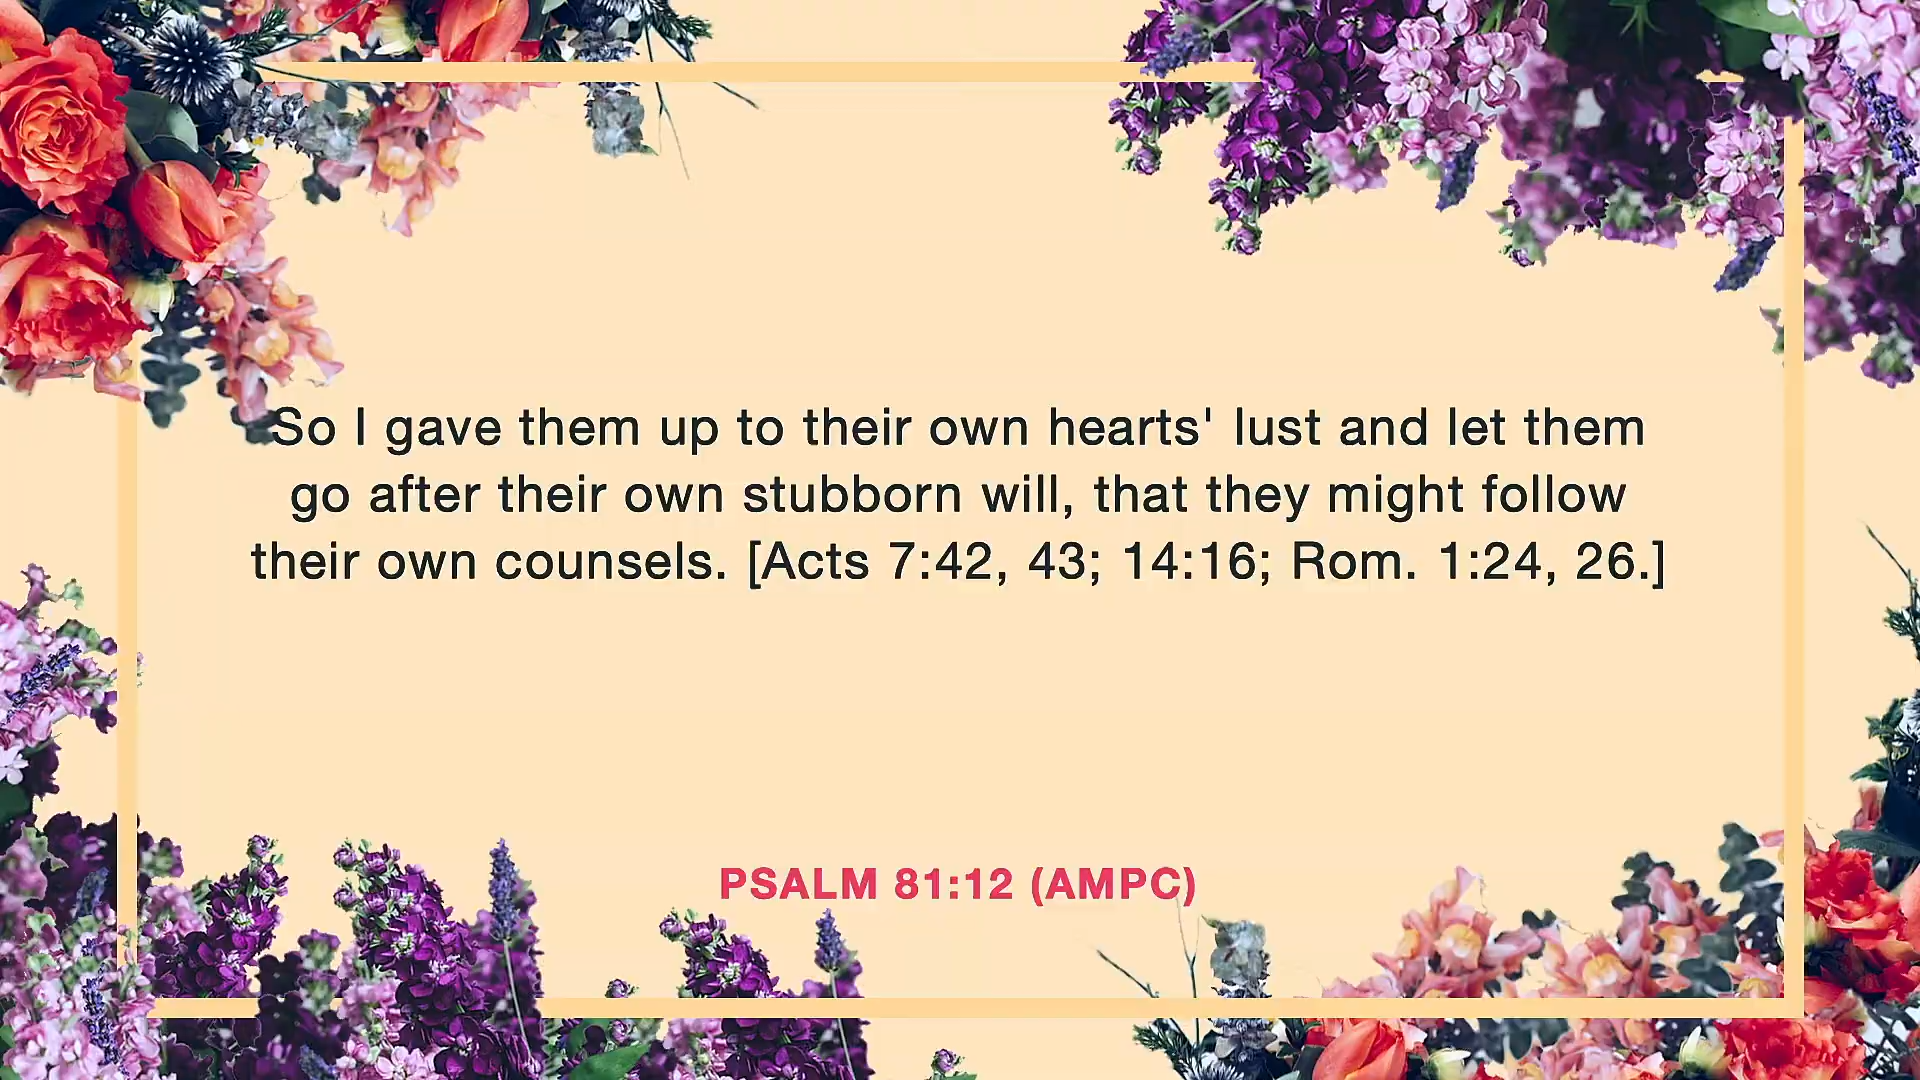 So I gave them up to their own hearts' lust and let them
go after their own stubborn will, that they might follow
their own counsels. [Acts 7:42, 43; 14:16; Rom. 1:24, 26.]
PSALM 81:12 (AMPC)